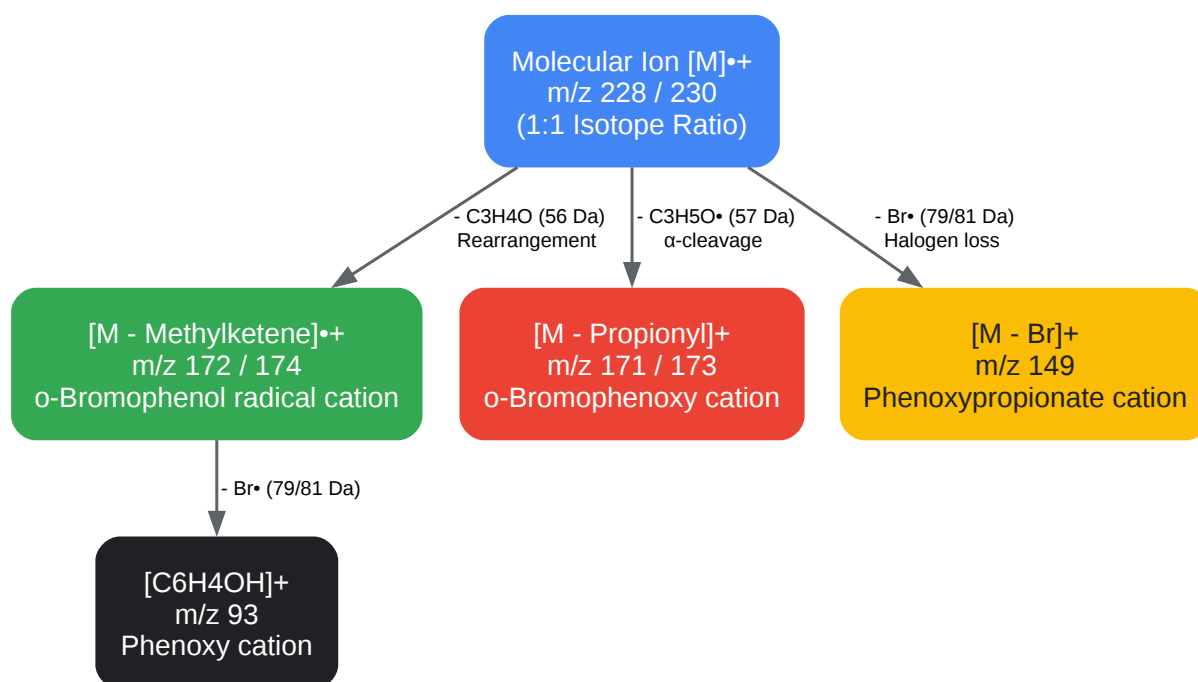 Molecular Ion [M]•+
m/z 228 / 230
(1:1 Isotope Ratio)
- C3H4O (56 Da)
Rearrangement
- C3H5O• (57 Da)
α-cleavage
- Br• (79/81 Da)
Halogen loss
[M - Methylketene]•+
m/z 172 / 174
o-Bromophenol radical cation
[M - Propionyl]+
m/z 171 / 173
o-Bromophenoxy cation
[M - Br]+
m/z 149
Phenoxypropionate cation
- Br• (79/81 Da)
[C6H4OH]+
m/z 93
Phenoxy cation